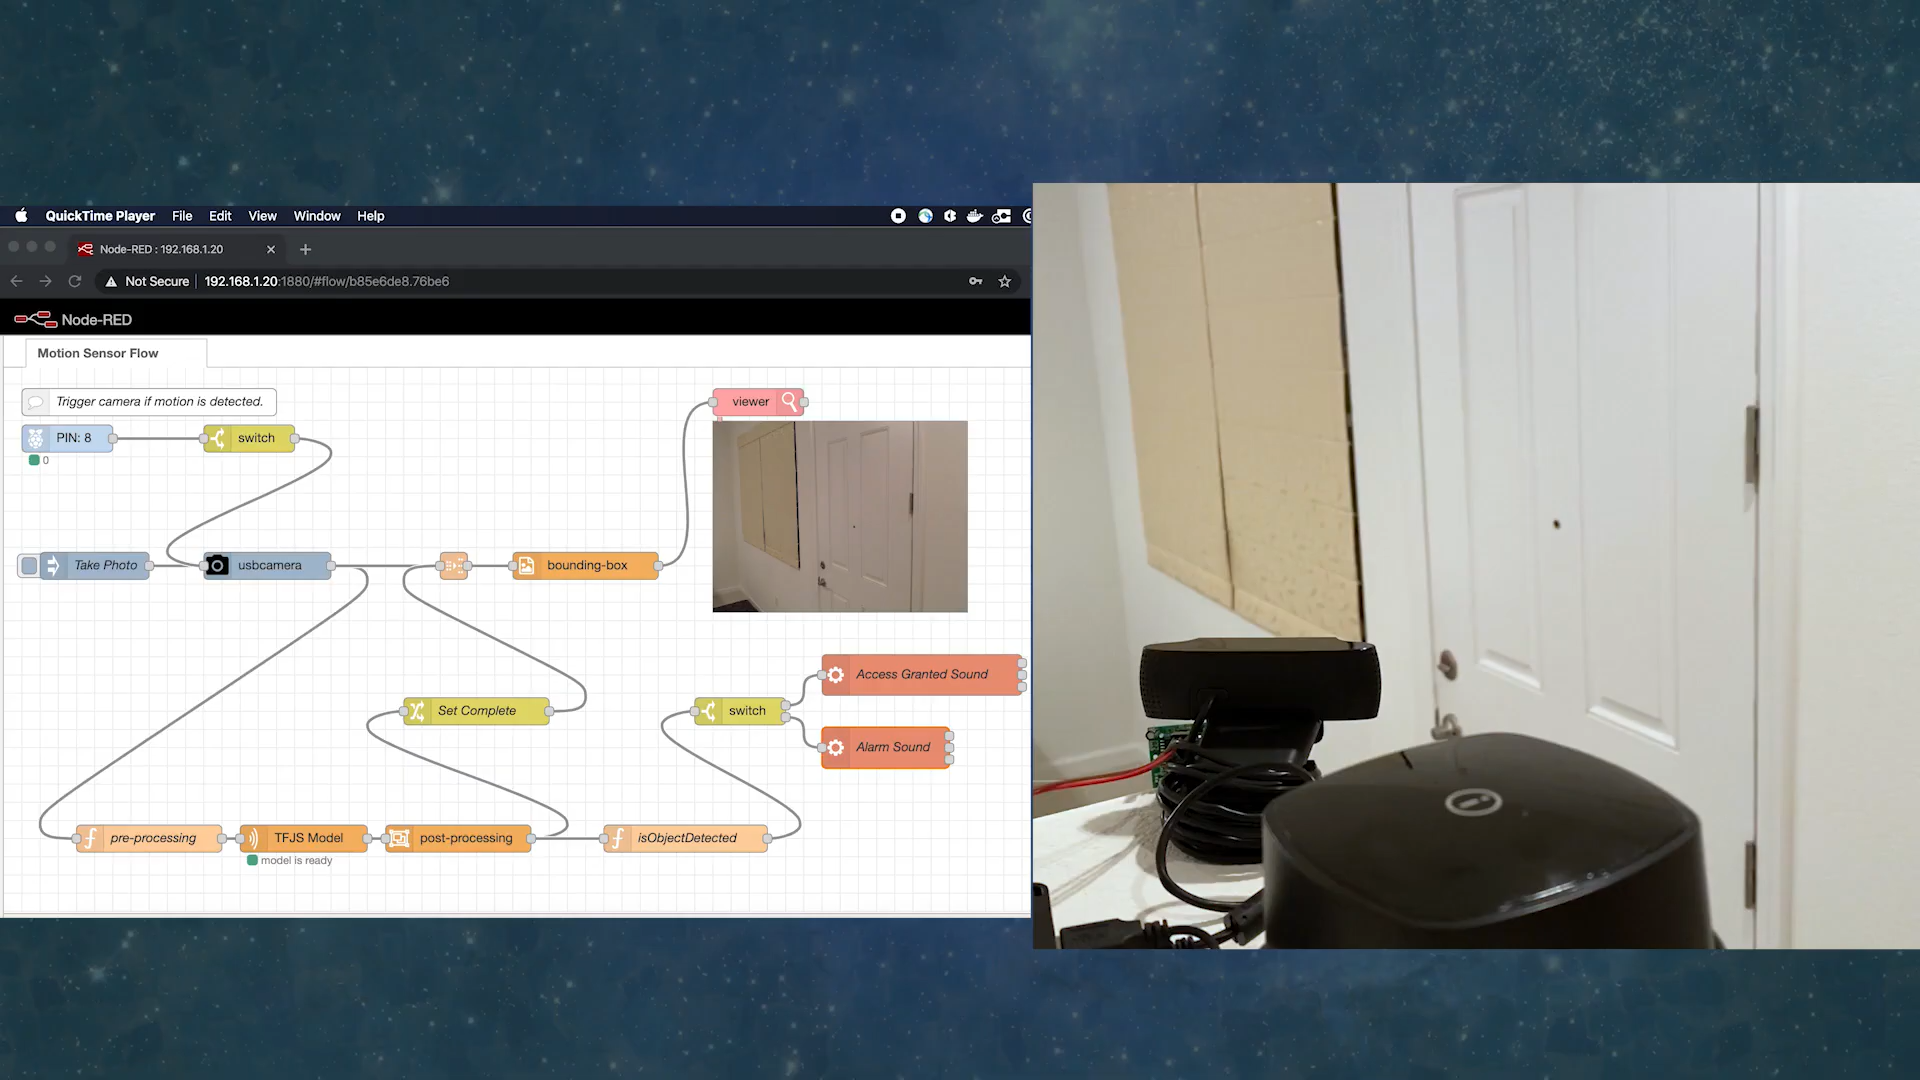 QuickTime Player File Edit View Window Help
Node-RED : 192.168.1.20
Not Secure 192.168.1.20:1880/#flow/b85e6de8.76be6
Node-RED
Motion Sensor Flow
Trigger camera if motion is detected.
viewer
PIN: 8
switch
0
Take Photo
usbcamera
bounding-box
Access Granted Sound
Set Complete
switch
Alarm Sound
pre-processing
TFJS Model
post-processing
isObjectDetected
model is ready